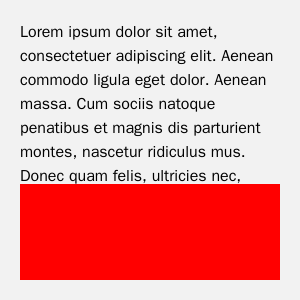 Lorem ipsum dolor sit amet,
consectetuer adipiscing elit. Aenean
commodo ligula eget dolor. Aenean
massa. Cum sociis natoque
penatibus et magnis dis parturient
montes, nascetur ridiculus mus.
Donec quam felis, ultricies nec,